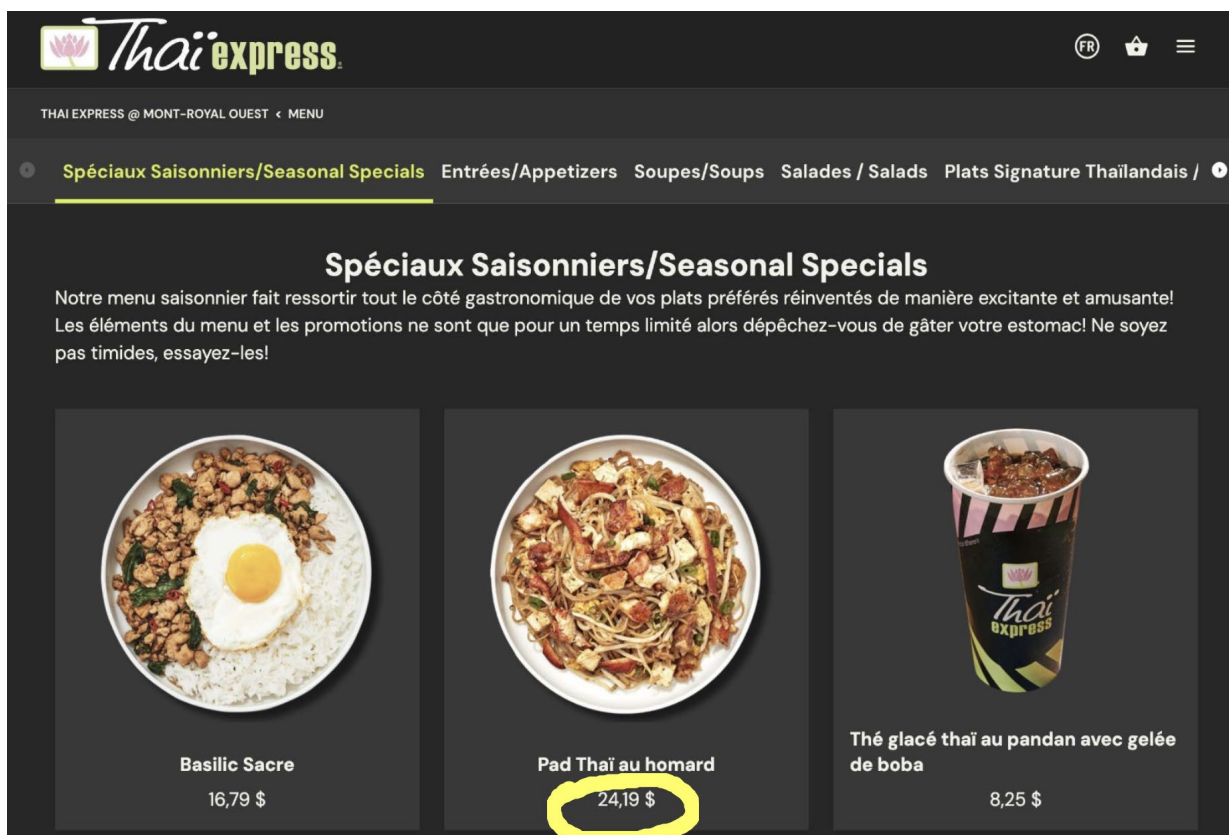 Thaï express.
FR
THAI EXPRESS @ MONT-ROYAL OUEST < MENU
Spéciaux Saisonniers/Seasonal Specials Entrées/Appetizers Soupes/Soups Salades / Salads Plats Signature Thaïlandais /
Spéciaux Saisonniers/Seasonal Specials
Notre menu saisonnier fait ressortir tout le côté gastronomique de vos plats préférés réinventés de manière excitante et amusante!
Les éléments du menu et les promotions ne sont que pour un temps limité alors dépêchez-vous de gâter votre estomac! Ne soyez
pas timides, essayez-les!
Basilic Sacre
16,79 $
Pad Thaï au homard
24,19 $
Thaï
express
Thé glacé thaï au pandan avec gelée
de boba
8,25 $